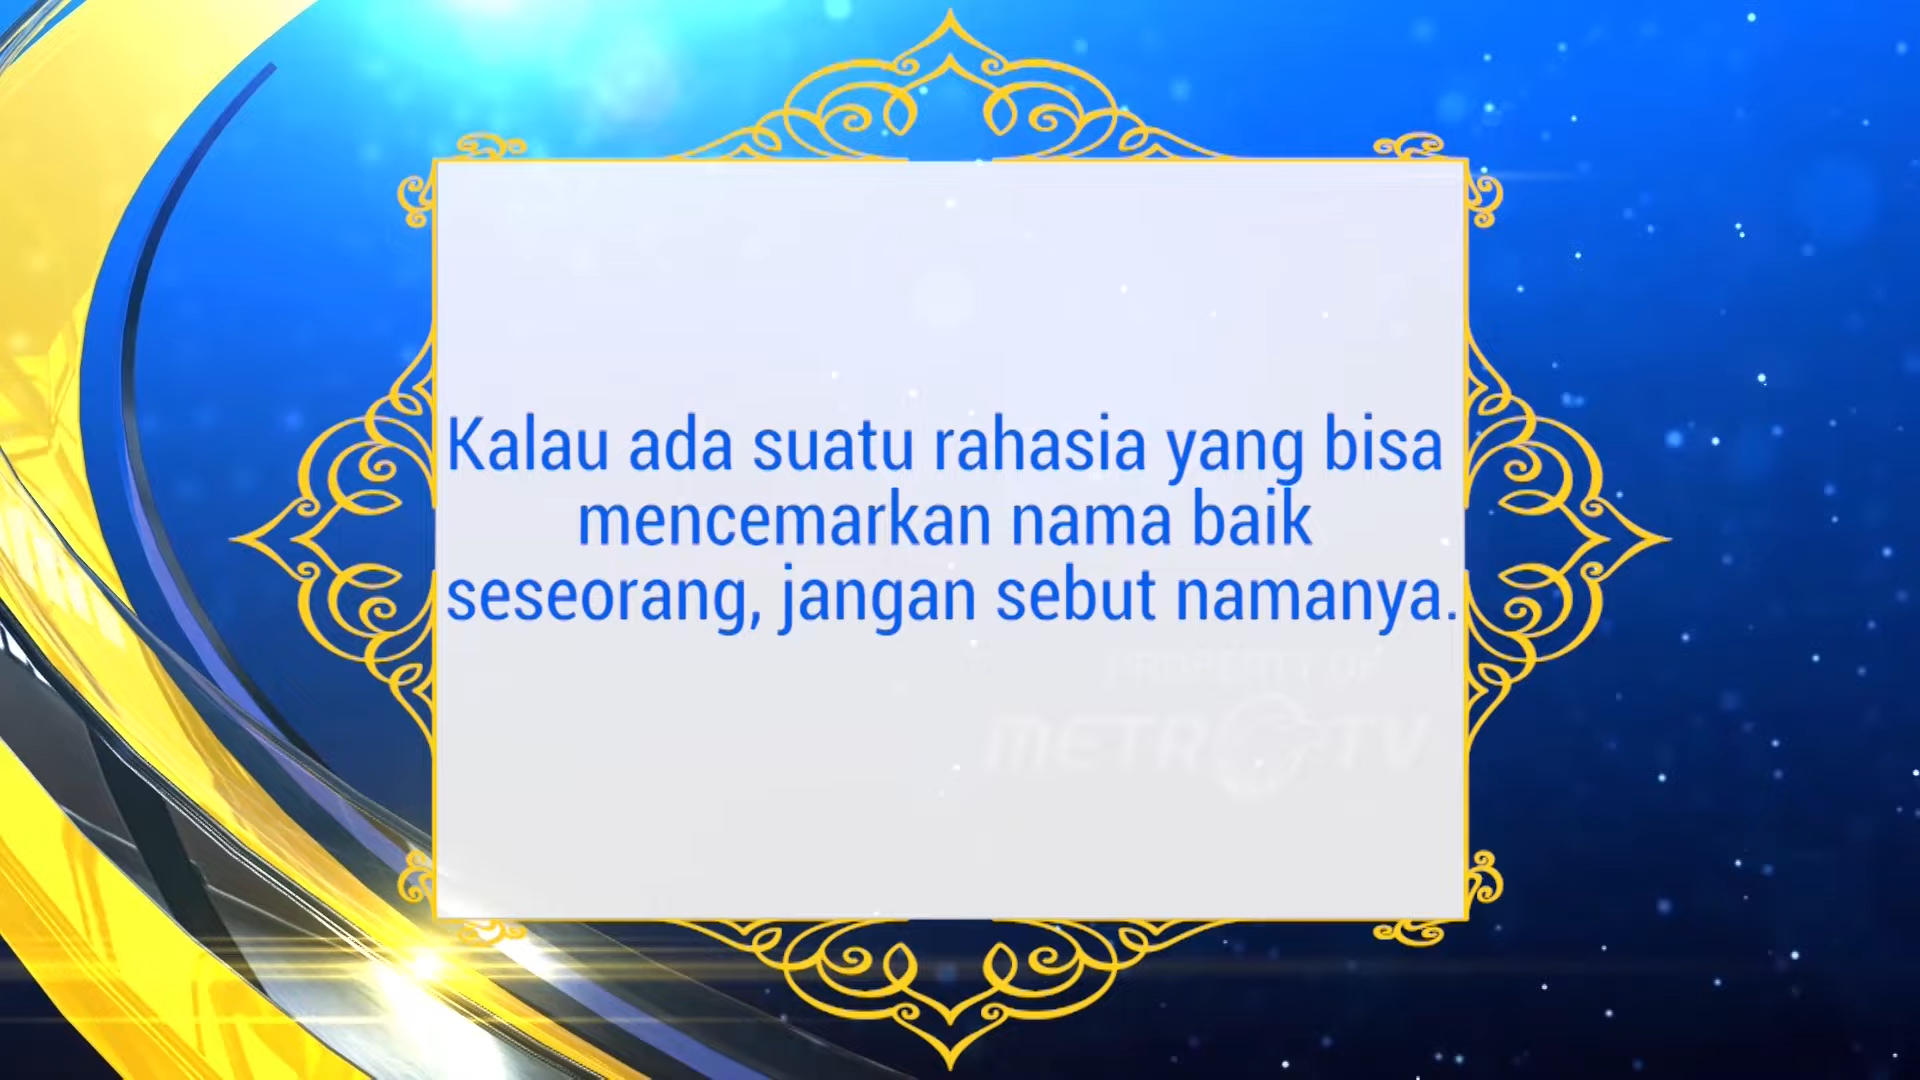 Kalau ada suatu rahasia yang bisa
mencemarkan nama baik
seseorang, jangan sebut namanya.
PROPERTY OF
METRO TV